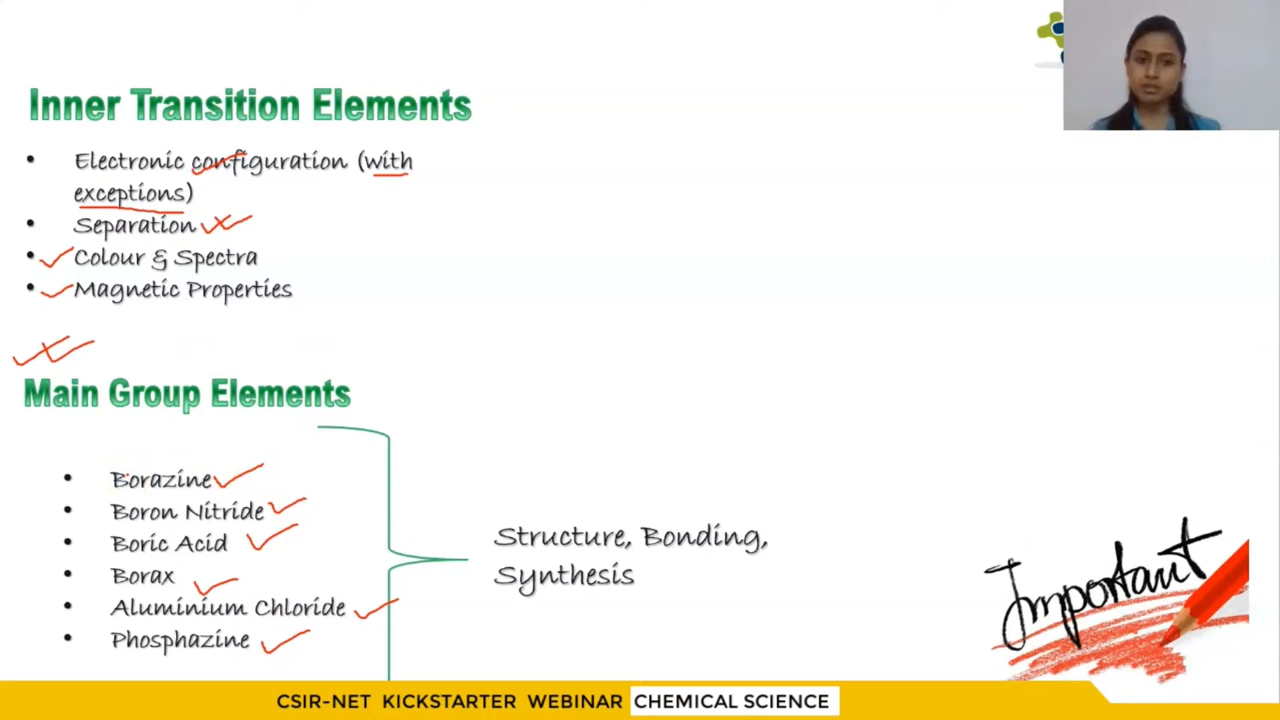 Inner Transition Elements
• Electronic configuration (with
exceptions)
• Separation
• Colour & Spectra
• Magnetic Properties
Main Group Elements
• Borazine
• Boron Nitride
• Boric Acid
• Borax
• Aluminium Chloride
• Phosphazine
Structure, Bonding,
Synthesis
Important
CSIR-NET KICKSTARTER WEBINAR CHEMICAL SCIENCE